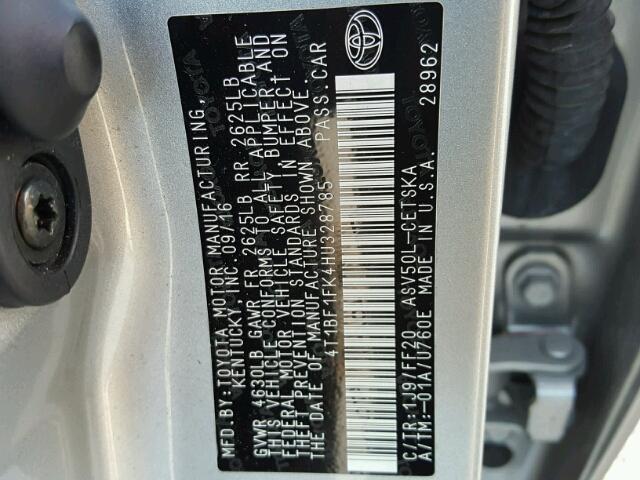 MFD.BY:TOYOTA MOTOR MANUFACTURING,
KENTUCKY, INC 09/16
GVWR 4630LB GAWR FR 2625LB RR 2625LB
THIS VEHICLE CONFORMS TO ALL APPLICABLE
FEDERAL MOTOR VEHICLE SAFETY BUMPER AND
THEFT PREVENTION STANDARDS IN EFFECT ON
THE DATE OF MANUFACTURE SHOWN ABOVE.
4T1BF1FK4HU328785 PASS.CAR
C/TR:1J9/FF20 ASV50L-CETSKA
A/TM:-01A/U760E MADE IN U.S.A.
28962